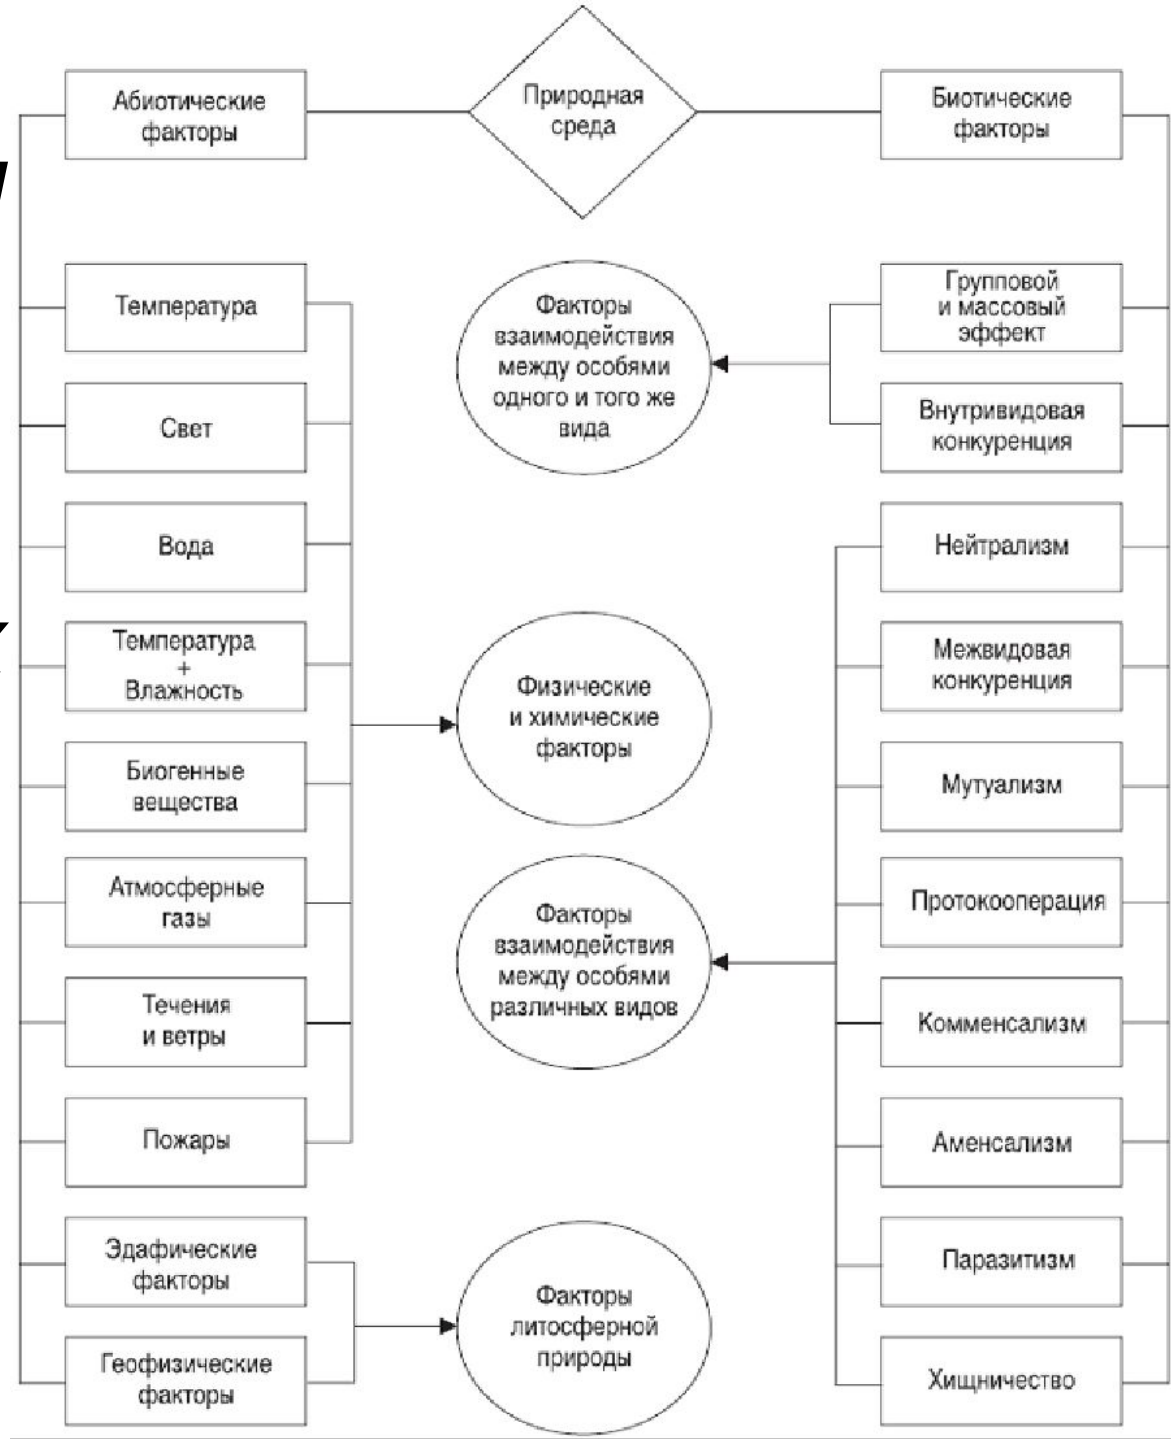 Природная
среда
Абиотические
факторы
Биотические
факторы
Температура
Свет
Вода
Температура
+
Влажность
Биогенные
вещества
Атмосферные
газы
Течения
и ветры
Пожары
Эдафические
факторы
Геофизические
факторы
Факторы
взаимодействия
между особями
одного и того же
вида
Физические
и химические
факторы
Факторы
взаимодействия
между особями
различных видов
Факторы
литосферной
природы
Групповой
и массовый
эффект
Внутривидовая
конкуренция
Нейтрализм
Межвидовая
конкуренция
Мутуализм
Протокооперация
Комменсализм
Аменсализм
Паразитизм
Хищничество